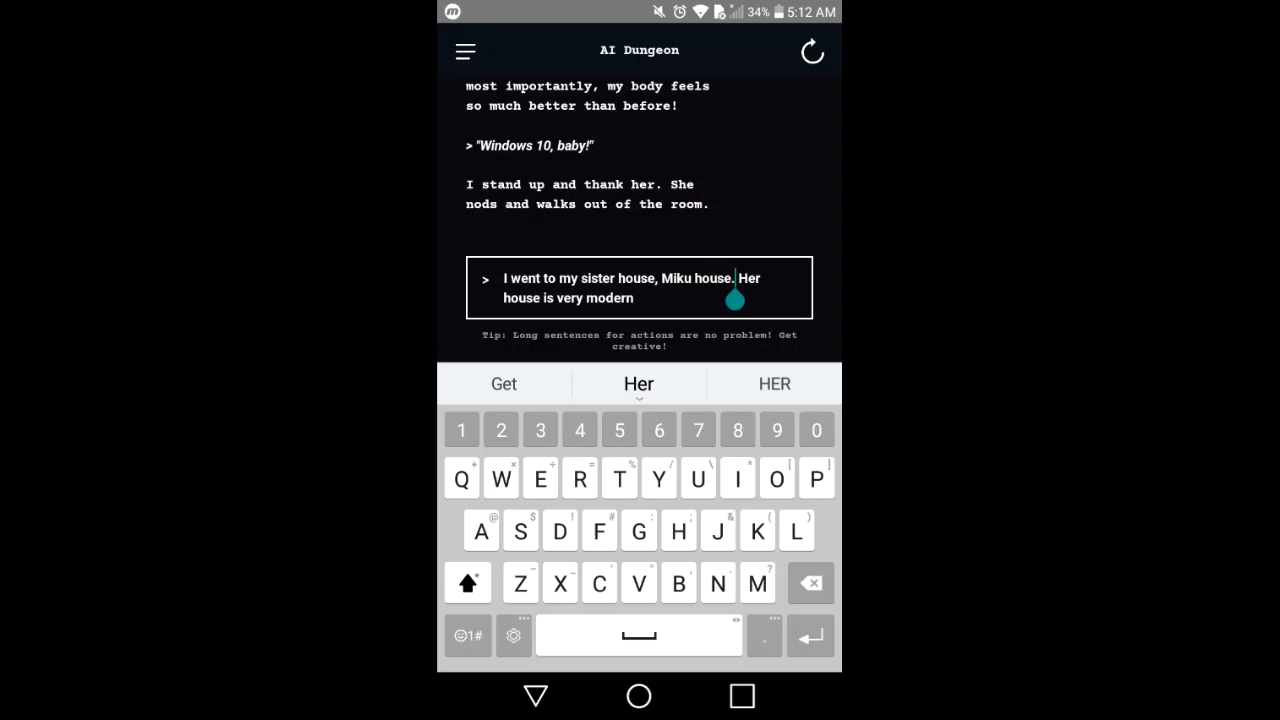 34% 5:12 AM
AI Dungeon
most importantly, my body feels
so much better than before!
> "Windows 10, baby!"
I stand up and thank her. She
nods and walks out of the room.
> I went to my sister house, Miku house. Her
house is very modern
Tip: Long sentences for actions are no problem! Get
creative!
Get Her HER
1 2 3 4 5 6 7 8 9 0
Q W E R T Y U I O P
A S D F G H J K L
Z X C V B N M
1# .